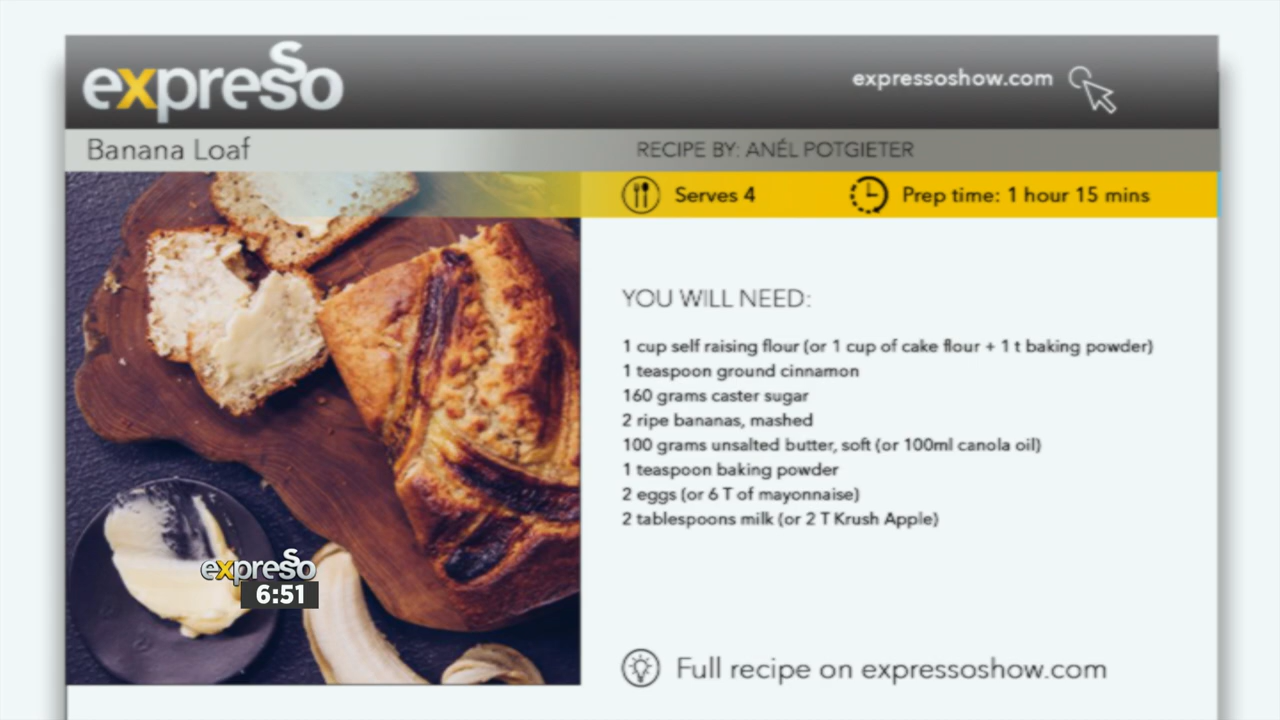 expresso
expressoshow.com
Banana Loaf
RECIPE BY: ANÉL POTGIETER
Serves 4
Prep time: 1 hour 15 mins
YOU WILL NEED:
1 cup self raising flour (or 1 cup of cake flour + 1 t baking powder)
1 teaspoon ground cinnamon
160 grams caster sugar
2 ripe bananas, mashed
100 grams unsalted butter, soft (or 100ml canola oil)
1 teaspoon baking powder
2 eggs (or 6 T of mayonnaise)
2 tablespoons milk (or 2 T Krush Apple)
expresso
6:51
Full recipe on expressoshow.com